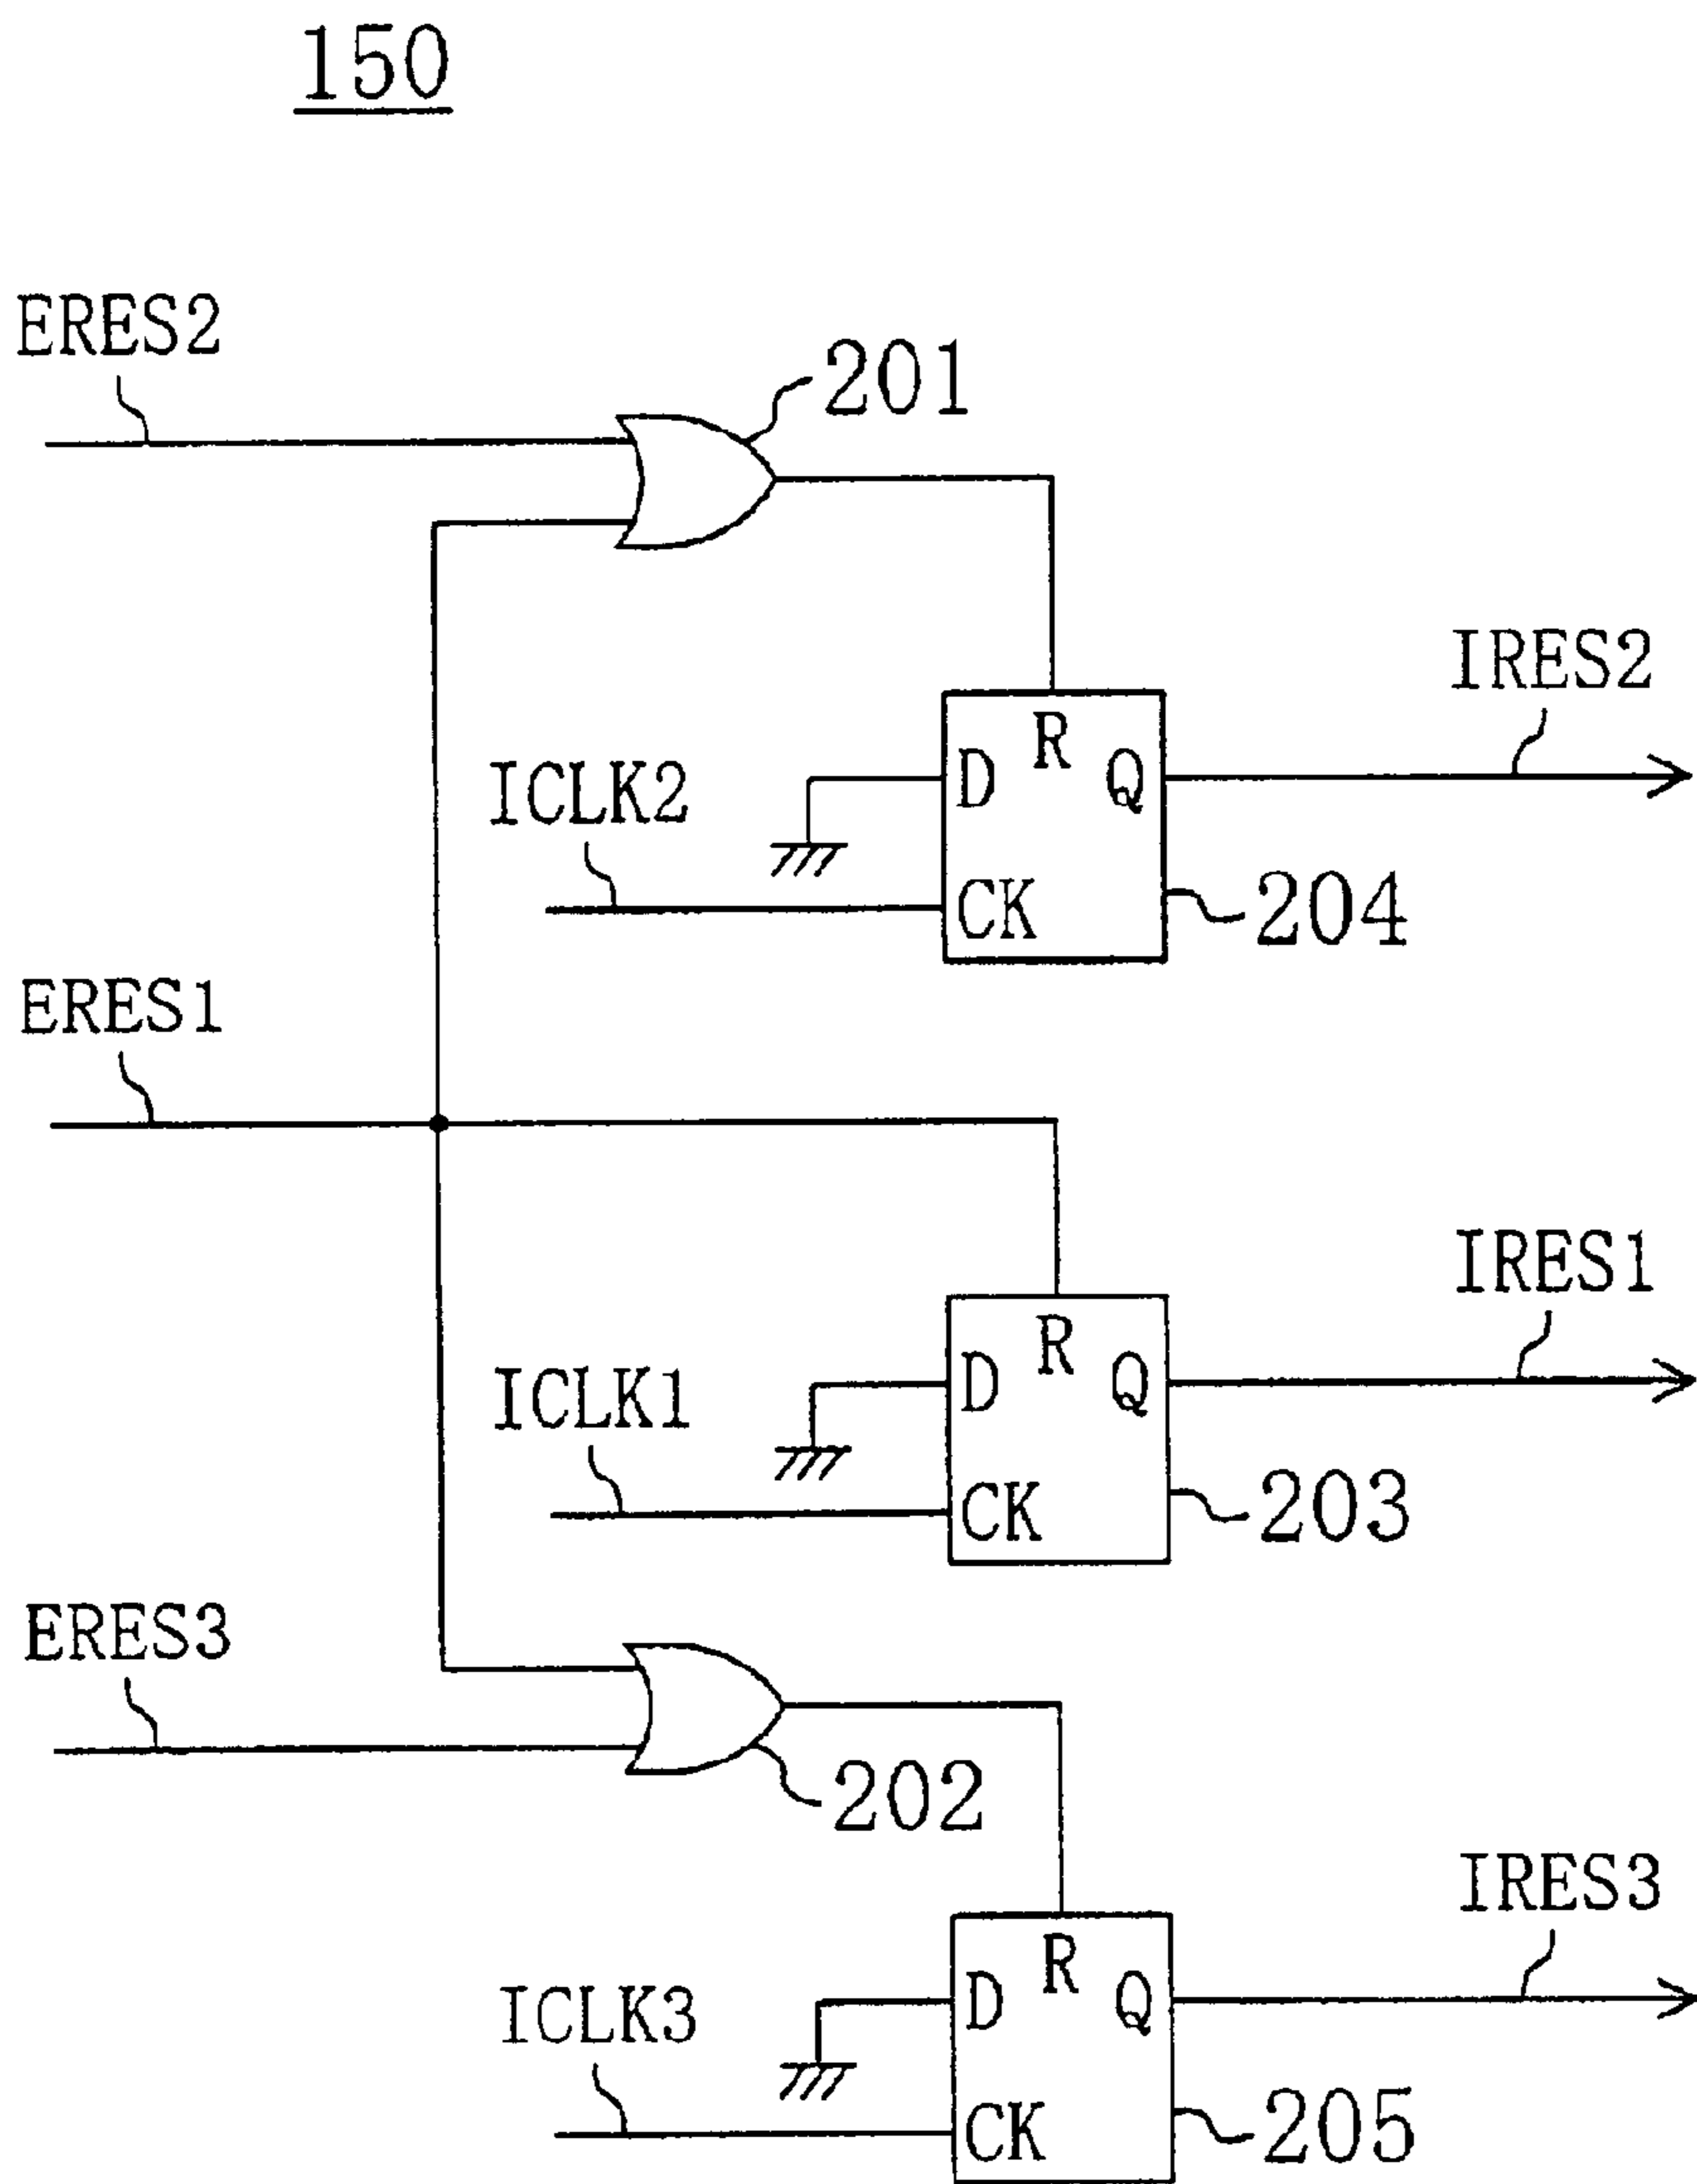 150
ERES2
201
IRES2
R
D
Q
ICLK2
CK
204
ERES1
IRES1
R
D
Q
ICLK1
CK
203
ERES3
202
IRES3
R
D
Q
ICLK3
CK
205